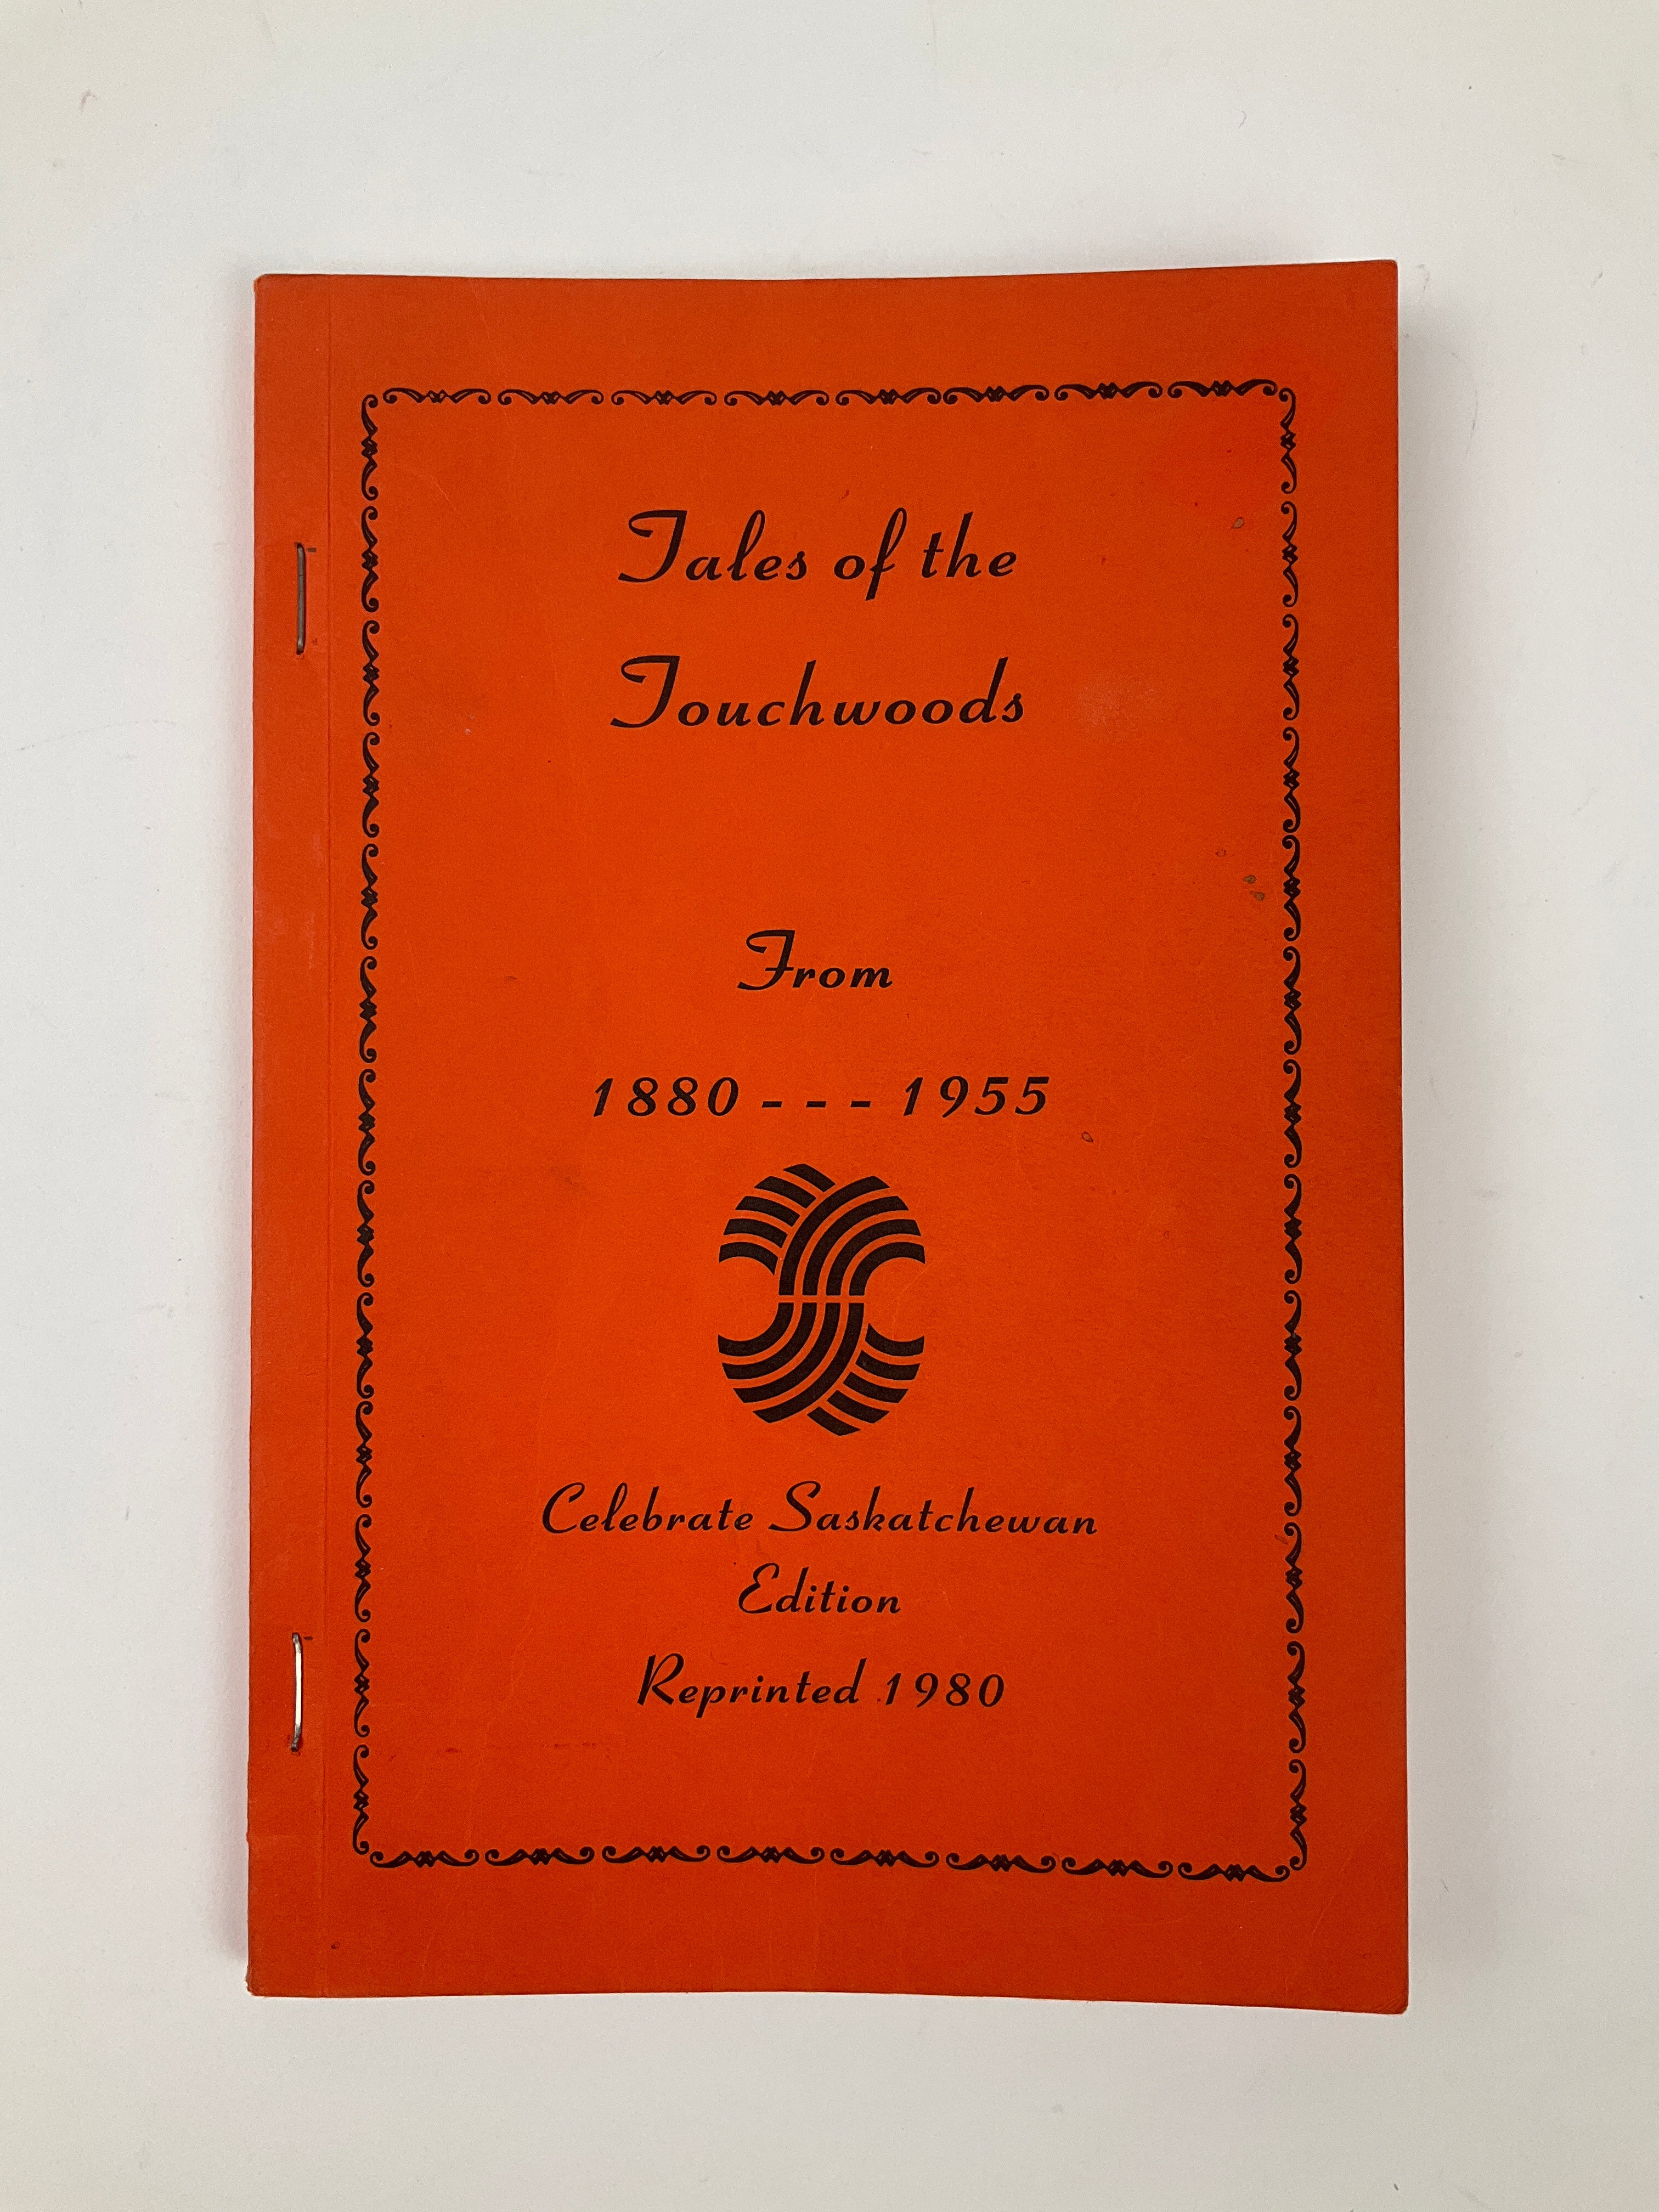 Tales of the
Touchwoods
From
1880 - - - 1955
Celebrate Saskatchewan
Edition
Reprinted 1980